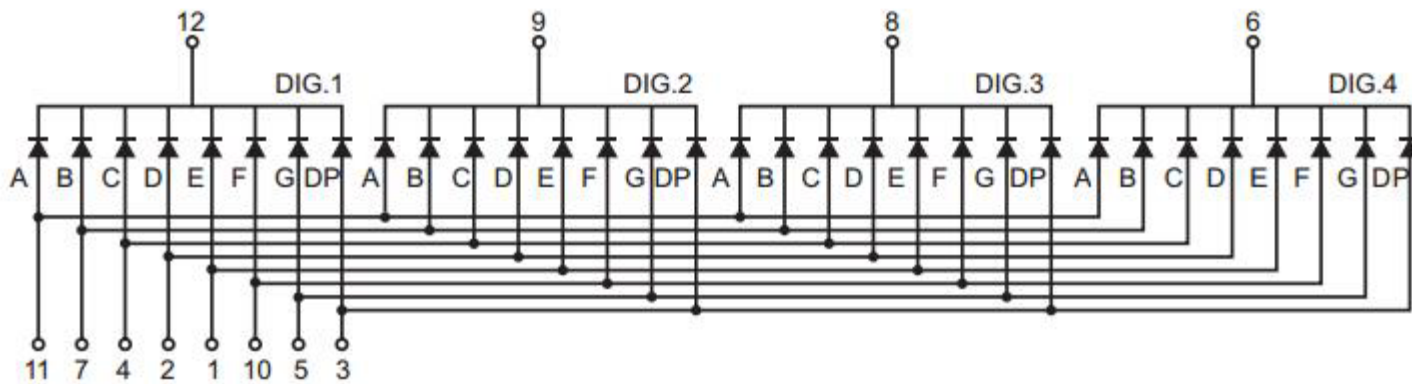 12 9 8 6
DIG.1 DIG.2 DIG.3 DIG.4
A B C D E F G DP A B C D E F G DP A B C D E F G DP A B C D E F G DP
11 7 4 2 1 10 5 3